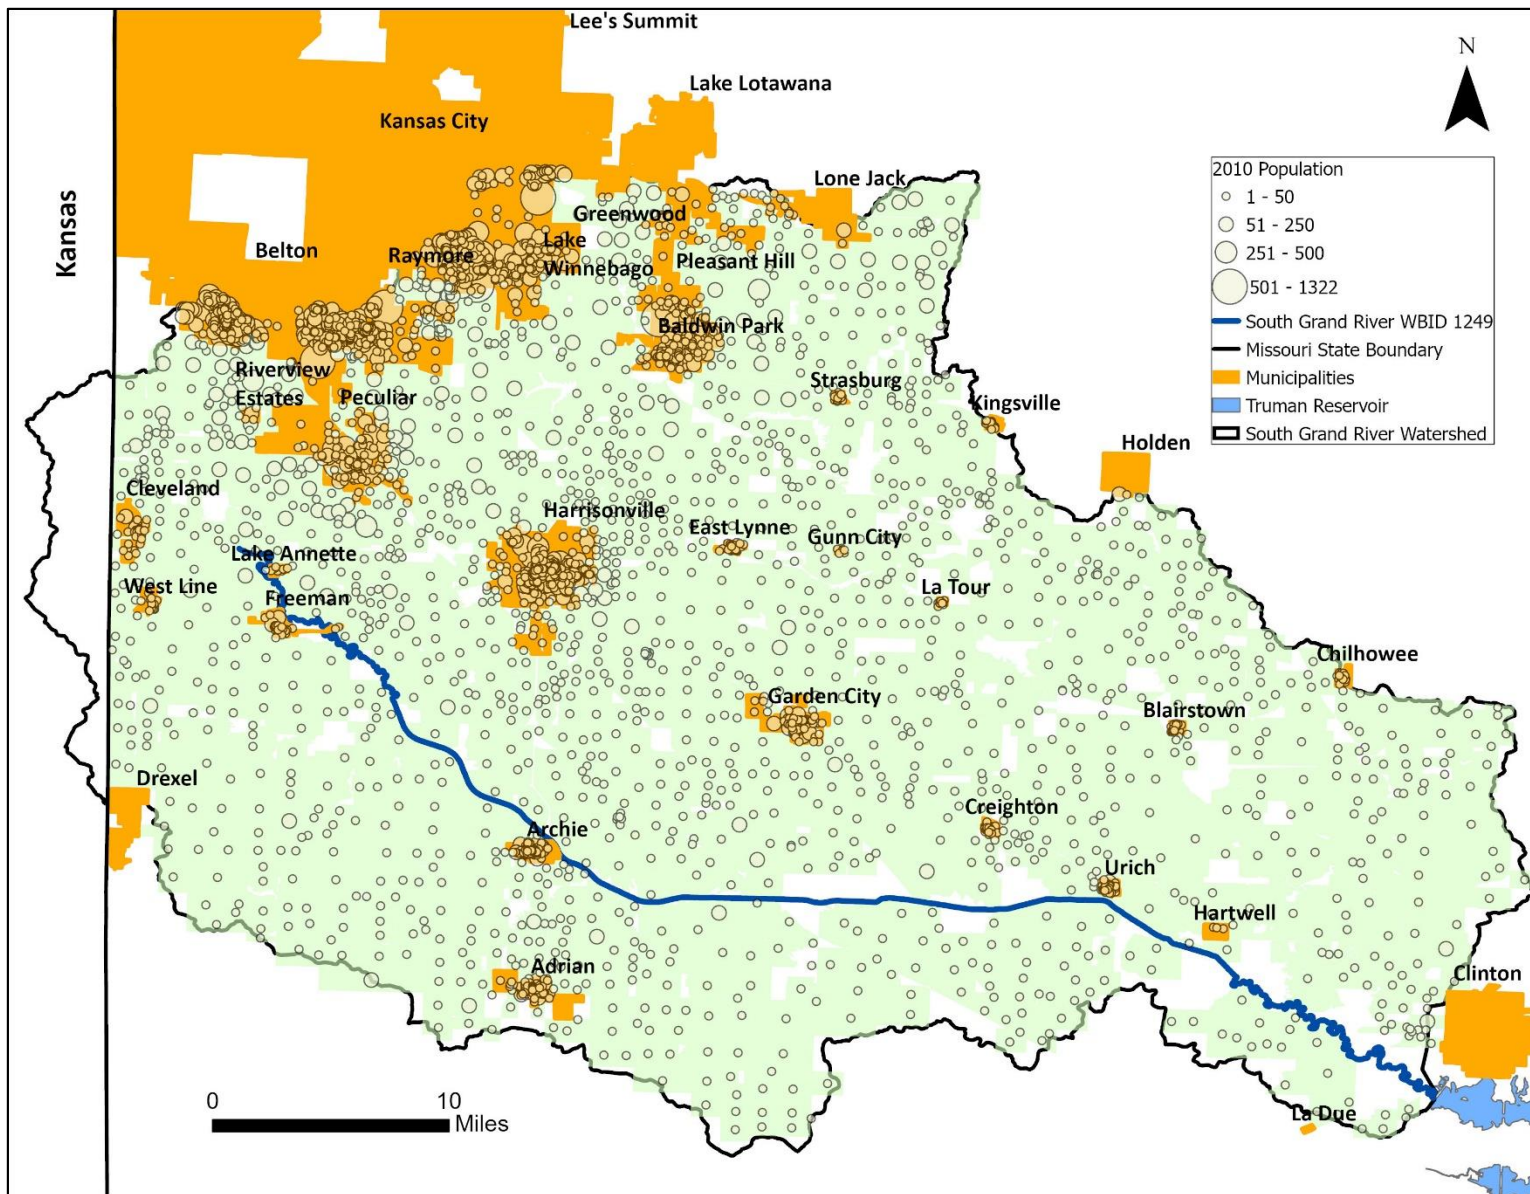 Lee's Summit
Lake Lotawana
N
Kansas City
Kansas
Lone Jack
2010 Population
1 - 50
51 - 250
251 - 500
501 - 1322
South Grand River WBID 1249
Missouri State Boundary
Municipalities
Truman Reservoir
South Grand River Watershed
Greenwood
Belton
Raymore
Lake
Winnebago
Pleasant Hill
Baldwin Park
Riverview
Estates
Peculiar
Strasburg
Kingsville
Holden
Cleveland
Harrisonville
East Lynne
Gunn City
Lake Annette
West Line
Freeman
La Tour
Chilhowee
Garden City
Blairstown
Drexel
Archie
Creighton
Urich
Hartwell
Adrian
Clinton
0
10
Miles
La Due